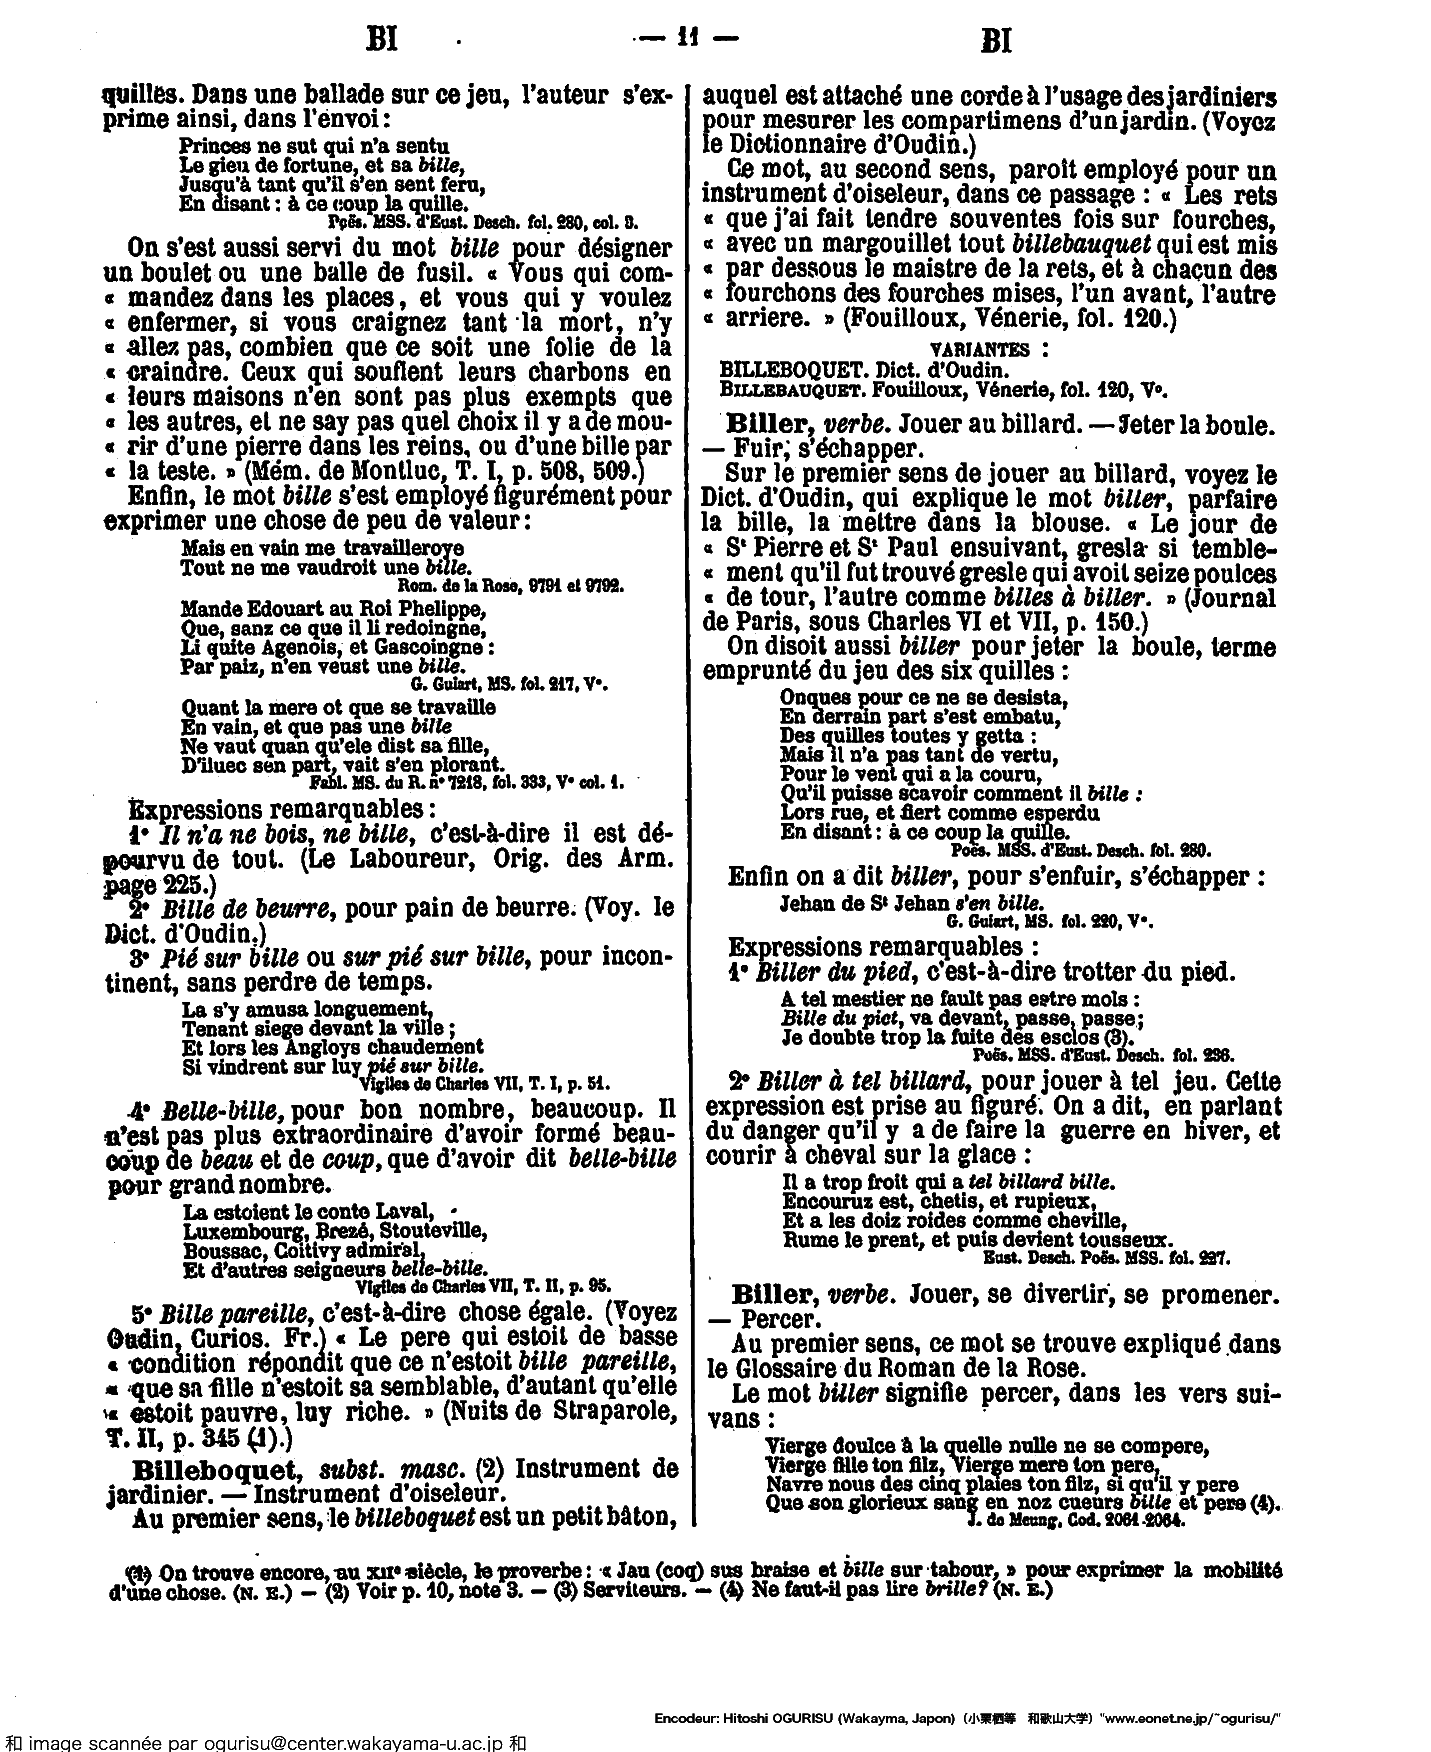 BI — 11 — BI
quilles. Dans une ballade sur ce jeu, l'auteur s'ex-
prime ainsi, dans l'envoi :
Princes ne sut qui n'a sentu
Le gieu de fortune, et sa bille,
Jusqu'à tant qu'il s'en sent feru,
En disant : à ce coup la quille.
Poës. MSS. d'Eust. Desch. fol. 280, col. 3.
On s'est aussi servi du mot bille pour désigner
un boulet ou une balle de fusil. « Vous qui com-
« mandez dans les places, et vous qui y voulez
« enfermer, si vous craignez tant la mort, n'y
« allez pas, combien que ce soit une folie de la
« craindre. Ceux qui souflent leurs charbons en
« leurs maisons n'en sont pas plus exempts que
« les autres, et ne say pas quel choix il y a de mou-
« rir d'une pierre dans les reins, ou d'une bille par
« la teste. » (Mém. de Montluc, T. I, p. 508, 509.)
Enfin, le mot bille s'est employé figurément pour
exprimer une chose de peu de valeur :
Mais en vain me travailleroye
Tout ne me vaudroit une bille.
Rom. de la Rose, 9791 et 9792.
Mande Edouart au Roi Phelippe,
Que, sanz ce que il li redoingne,
Li quite Agenois, et Gascoingne :
Par paiz, n'en veust une bille.
G. Guiart, MS. fol. 217, V°.
Quant la mere ot que se travaille
En vain, et que pas une bille
Ne vaut quan qu'ele dist sa fille,
D'iluec sen part, vait s'en plorant.
Fabl. MS. du R. n° 7218, fol. 333, V° col. 1.
Expressions remarquables :
1° Il n'a ne bois, ne bille, c'est-à-dire il est dé-
pourvu de tout. (Le Laboureur, Orig. des Arm.
page 225.)
2° Bille de beurre, pour pain de beurre. (Voy. le
Dict. d'Oudin.)
3° Pié sur bille ou sur pié sur bille, pour incon-
tinent, sans perdre de temps.
La s'y amusa longuement,
Tenant siege devant la ville ;
Et lors les Angloys chaudement
Si vindrent sur luy pié sur bille.
Vigiles de Charles VII, T. I, p. 51.
4° Belle-bille, pour bon nombre, beaucoup. Il
n'est pas plus extraordinaire d'avoir formé beau-
coup de beau et de coup, que d'avoir dit belle-bille
pour grand nombre.
La estoient le conte Laval,
Luxembourg, Brezé, Stouteville,
Boussac, Coitivy admiral,
Et d'autres seigneurs belle-bille.
Vigiles de Charles VII, T. II, p. 95.
5° Bille pareille, c'est-à-dire chose égale. (Voyez
Oudin, Curios. Fr.) « Le pere qui estoit de basse
« condition répondit que ce n'estoit bille pareille,
« que sa fille n'estoit sa semblable, d'autant qu'elle
« estoit pauvre, luy riche. » (Nuits de Straparole,
T. II, p. 345 (1).)
Billeboquet, subst. masc. (2) Instrument de
jardinier. — Instrument d'oiseleur.
Au premier sens, le billeboquet est un petit bâton,
auquel est attaché une corde à l'usage des jardiniers
pour mesurer les compartimens d'un jardin. (Voyez
le Dictionnaire d'Oudin.)
Ce mot, au second sens, paroît employé pour un
instrument d'oiseleur, dans ce passage : « Les rets
« que j'ai fait tendre souventes fois sur fourches,
« avec un margouillet tout billebauquet qui est mis
« par dessous le maistre de la rets, et à chacun des
« fourchons des fourches mises, l'un avant, l'autre
« arriere. » (Fouilloux, Vénerie, fol. 120.)
VARIANTES :
BILLEBOQUET. Dict. d'Oudin.
BILLEBAUQUET. Fouilloux, Vénerie, fol. 120, V°.
Biller, verbe. Jouer au billard. — Jeter la boule.
— Fuir, s'échapper.
Sur le premier sens de jouer au billard, voyez le
Dict. d'Oudin, qui explique le mot biller, parfaire
la bille, la mettre dans la blouse. « Le jour de
« St Pierre et St Paul ensuivant, gresla si temble-
« ment qu'il fut trouvé gresle qui avoit seize poulces
« de tour, l'autre comme billes à biller. » (Journal
de Paris, sous Charles VI et VII, p. 150.)
On disoit aussi biller pour jeter la boule, terme
emprunté du jeu des six quilles :
Onques pour ce ne se desista,
En derrain part s'est embatu,
Des quilles toutes y getta :
Mais il n'a pas tant de vertu,
Pour le vent qui a la couru,
Qu'il puisse scavoir comment il bille :
Lors rue, et fiert comme esperdu
En disant : à ce coup la quille.
Poës. MSS. d'Eust. Desch. fol. 280.
Enfin on a dit biller, pour s'enfuir, s'échapper :
Jehan de St Jehan s'en bille.
G. Guiart, MS. fol. 220, V°.
Expressions remarquables :
1° Biller du pied, c'est-à-dire trotter du pied.
A tel mestier ne fault pas estre mols :
Bille du piet, va devant, passe, passe;
Je doubte trop la fuite des esclos (3).
Poës. MSS. d'Eust. Desch. fol. 236.
2° Biller à tel billard, pour jouer à tel jeu. Cette
expression est prise au figuré. On a dit, en parlant
du danger qu'il y a de faire la guerre en hiver, et
courir à cheval sur la glace :
Il a trop froit qui a tel billard bille.
Encouruz est, chetis, et rupieux,
Et a les doiz roides comme cheville,
Rume le prent, et puis devient tousseux.
Eust. Desch. Poës. MSS. fol. 227.
Biller, verbe. Jouer, se divertir, se promener.
— Percer.
Au premier sens, ce mot se trouve expliqué dans
le Glossaire du Roman de la Rose.
Le mot biller signifie percer, dans les vers sui-
vans :
Vierge doulce à la quelle nulle ne se compere,
Vierge fille ton filz, Vierge mere ton pere,
Navre nous des cinq plaies ton filz, si qu'il y pere
Que son glorieux sang en noz cueurs bille et pere (4).
J. de Meung, Cod. 2061-2064.
(1) On trouve encore, au XIIe siècle, le proverbe : « Jau (coq) sus braise et bille sur tabour, » pour exprimer la mobilité
d'une chose. (N. E.) — (2) Voir p. 10, note 3. — (3) Serviteurs. — (4) Ne faut-il pas lire brille? (N. E.)
Encodeur: Hitoshi OGURISU (Wakayma, Japon) (小栗栖等 和歌山大学) "www.eonet.ne.jp/~ogurisu/"
和 image scannée par ogurisu@center.wakayama-u.ac.jp 和